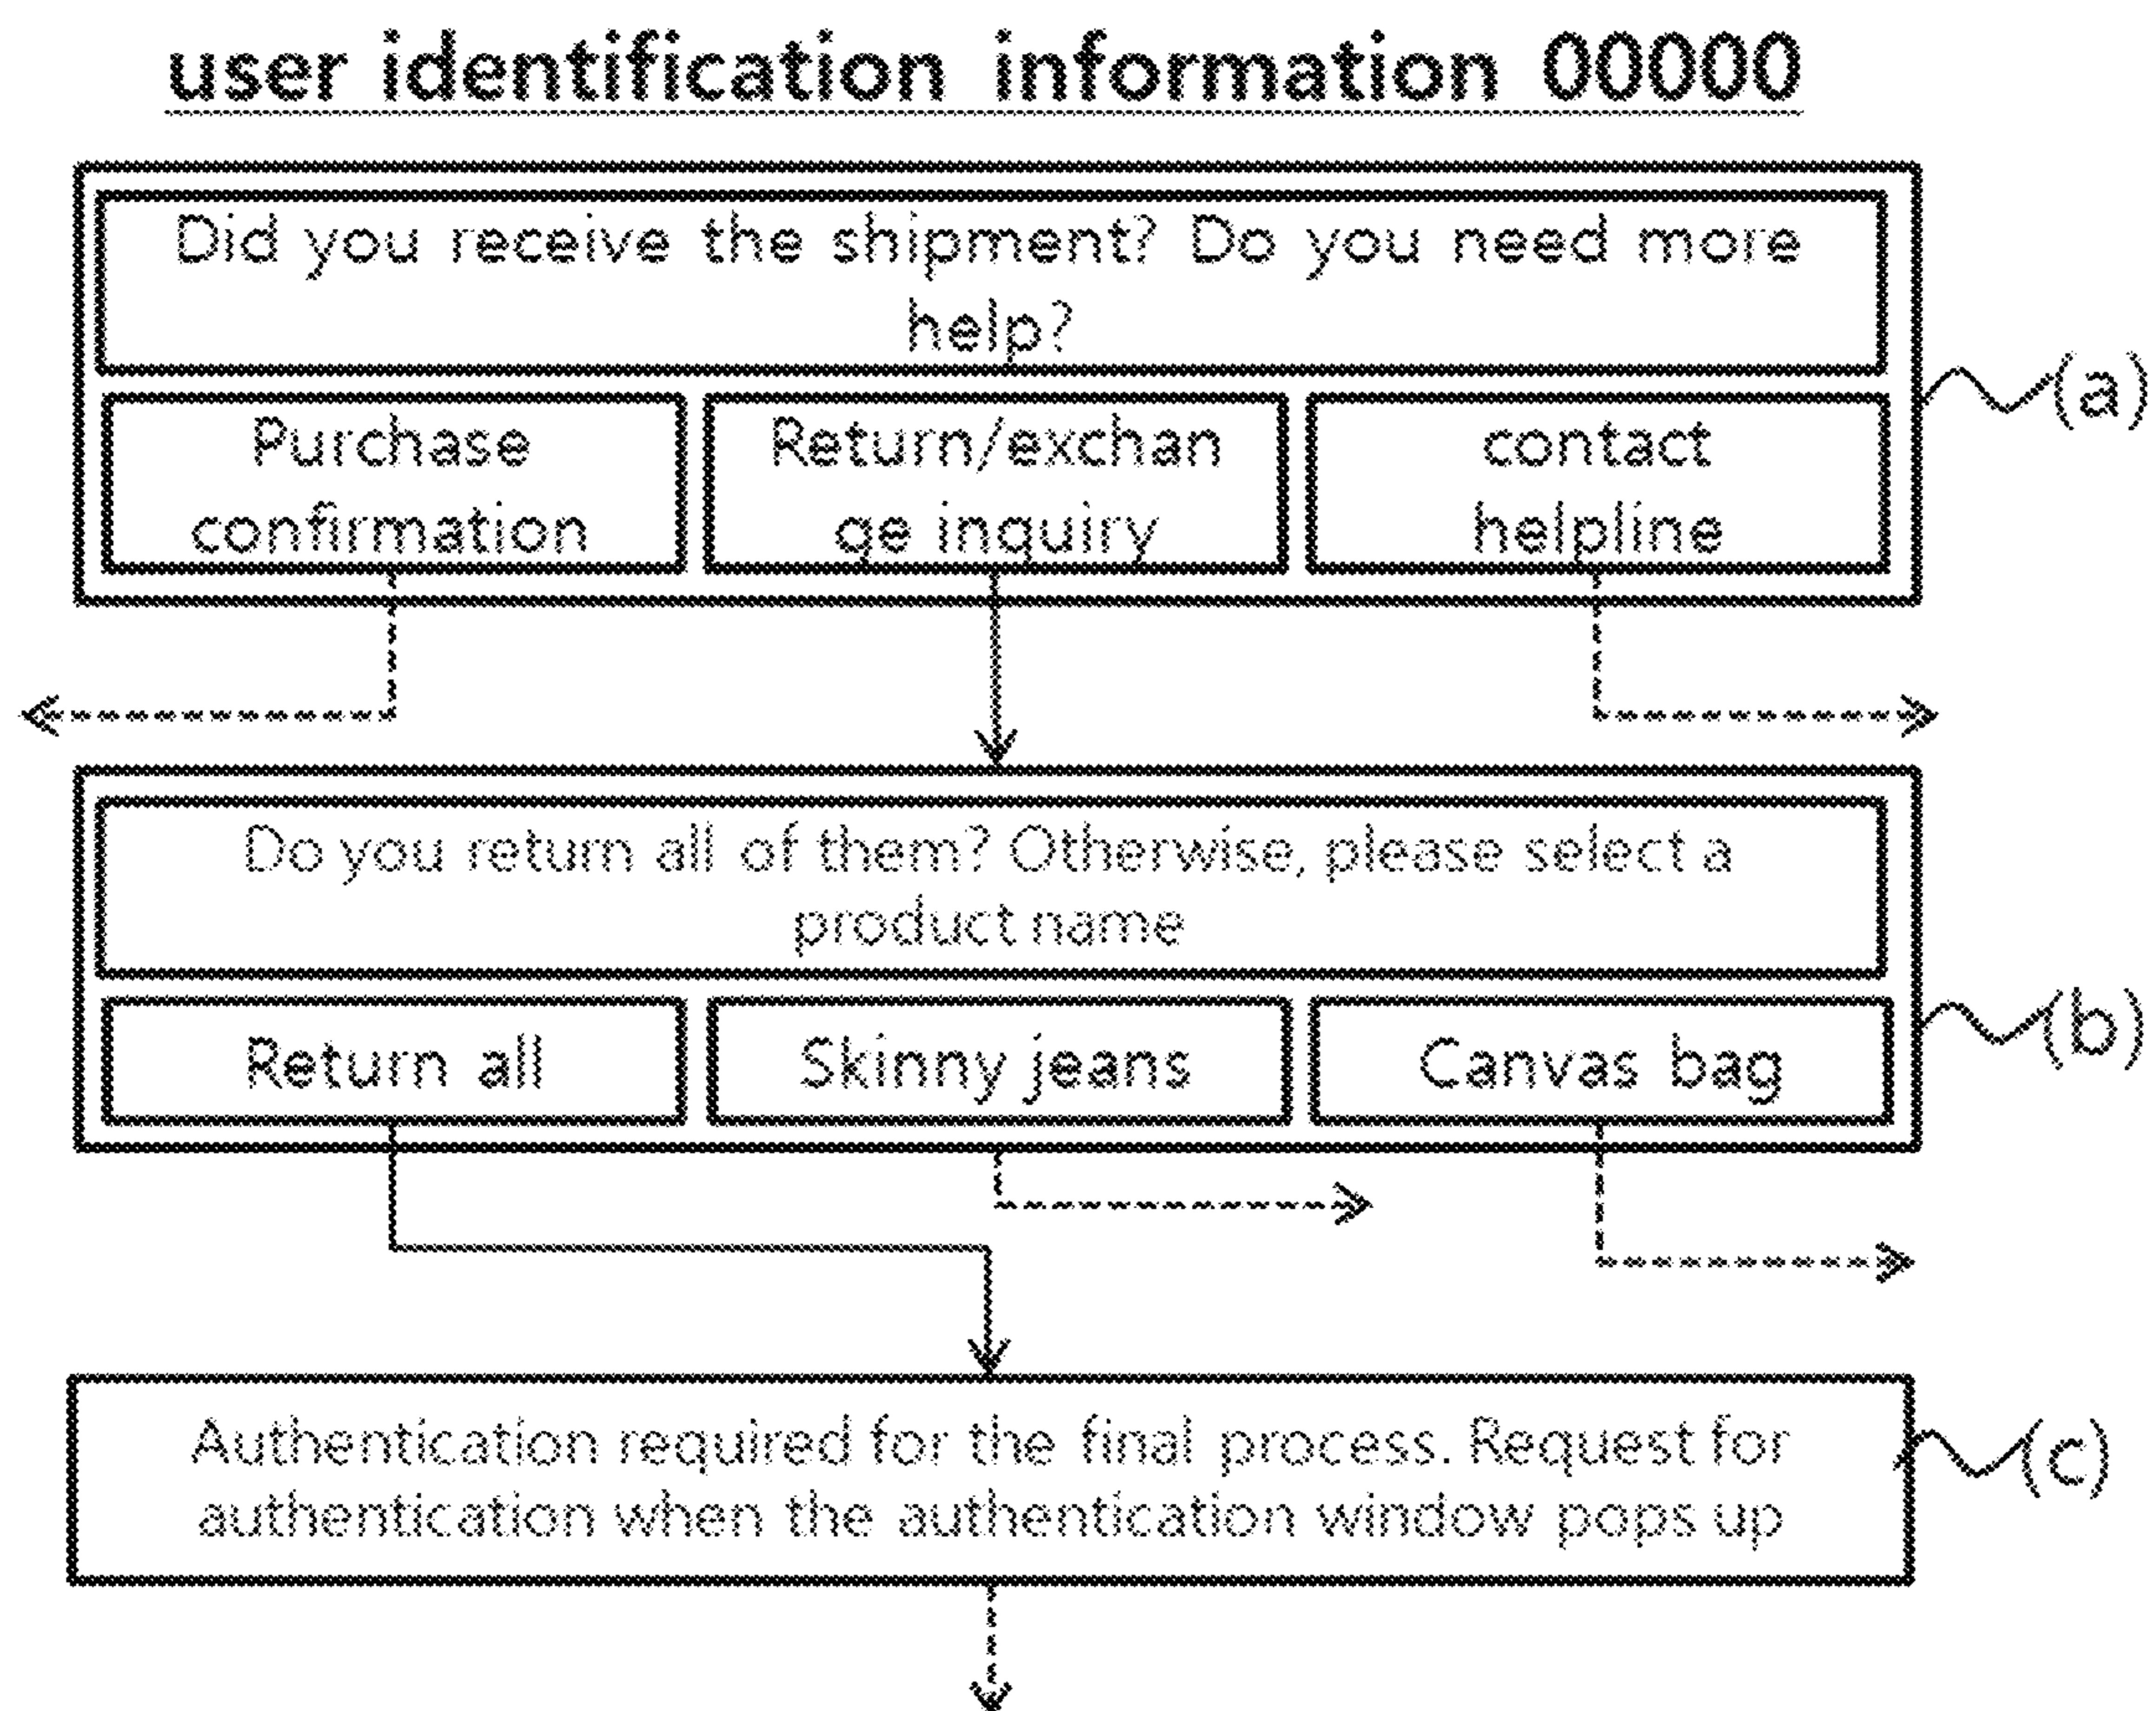 user identification information 00000
Did you receive the shipment? Do you need more
help?
(a)
Purchase
confirmation
Return/exchan
ge inquiry
contact
helpline
Do you return all of them? Otherwise, please select a
product name
(b)
Return all
Skinny jeans
Canvas bag
Authentication required for the final process. Request for
authentication when the authentication window pops up
(c)